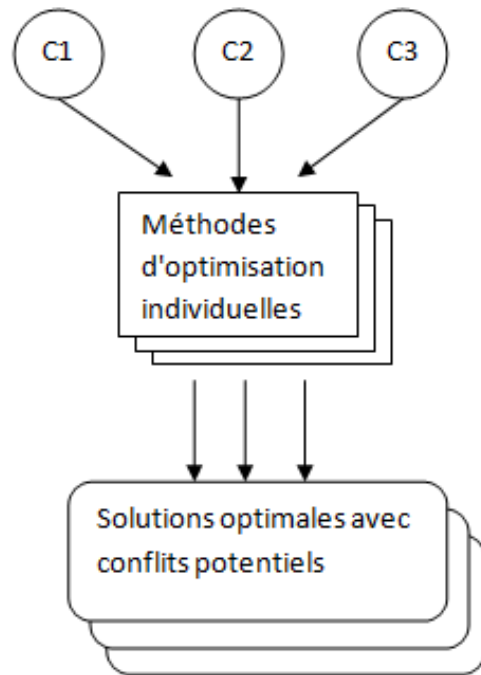 C1
C2
C3
Méthodes
d'optimisation
individuelles
Solutions optimales avec
conflits potentiels